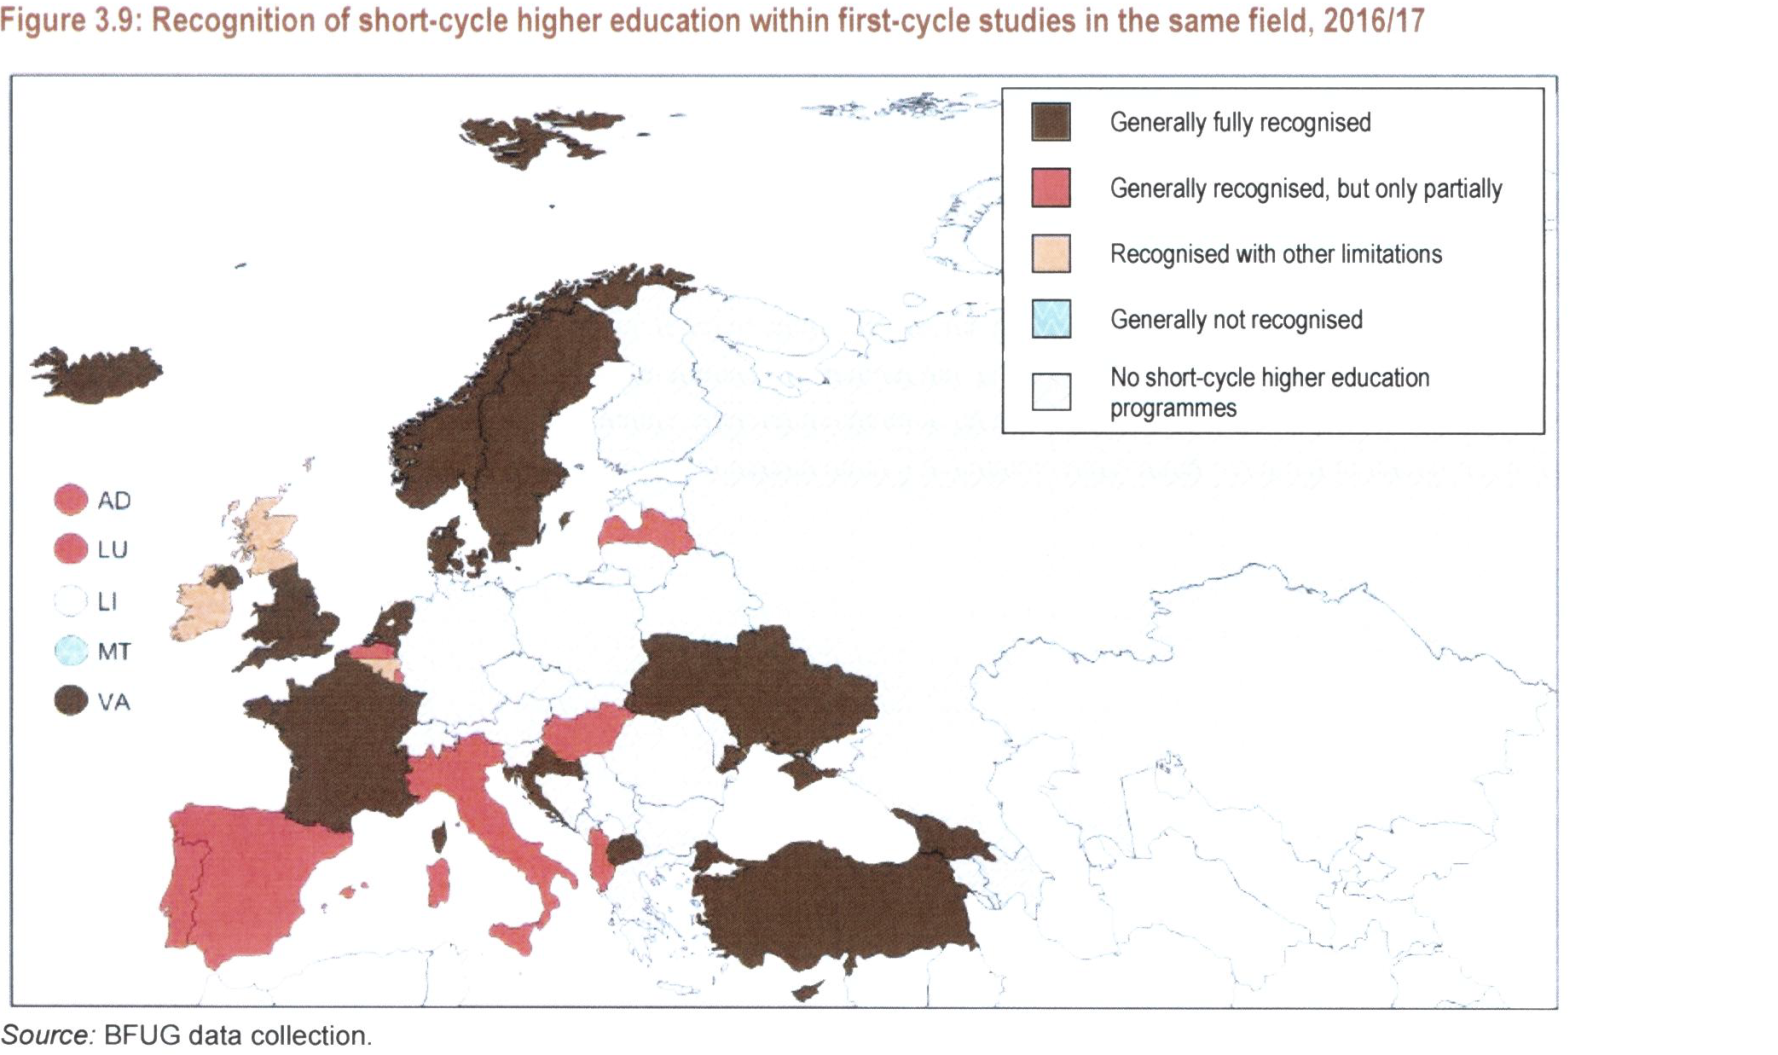 Figure 3.9: Recognition of short-cycle higher education within first-cycle studies in the same field, 2016/17
Generally fully recognised
Generally recognised, but only partially
Recognised with other limitations
Generally not recognised
No short-cycle higher education
programmes
AD
LU
LI
MT
VA
Source: BFUG data collection.